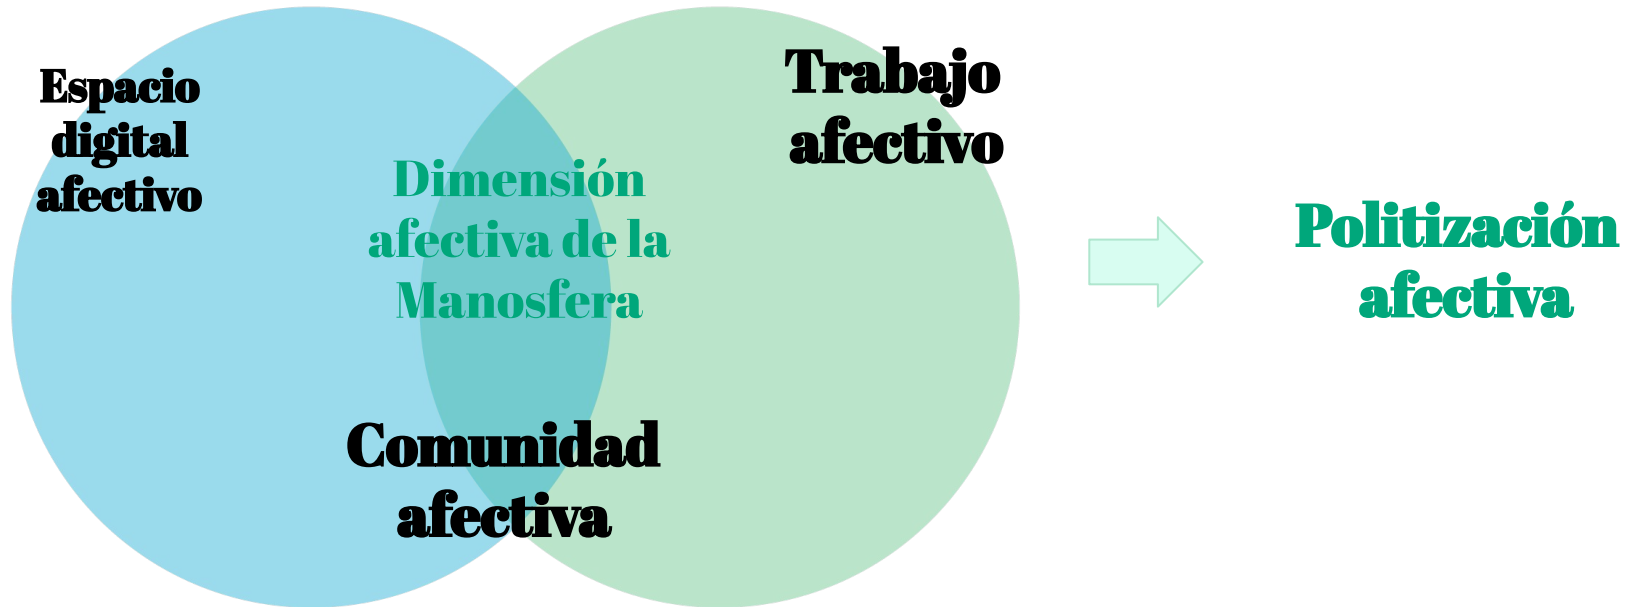 Espacio
digital
afectivo
Trabajo
afectivo
Dimensión
afectiva de la
Manosfera
Comunidad
afectiva
Politización
afectiva